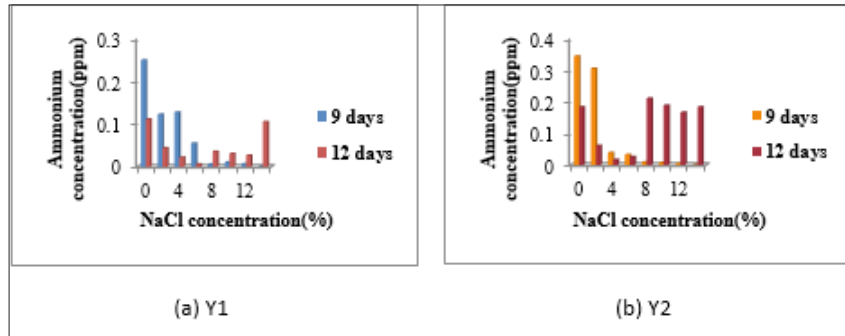 0.3
0.2
0.1
0
Ammonium
concentration(ppm)
0 4 8 12
NaCl concentration(%)
9 days
12 days
(a) Y1
0.4
0.3
0.2
0.1
0
Ammonium
concentration(ppm)
0 4 8 12
NaCl concentration(%)
9 days
12 days
(b) Y2